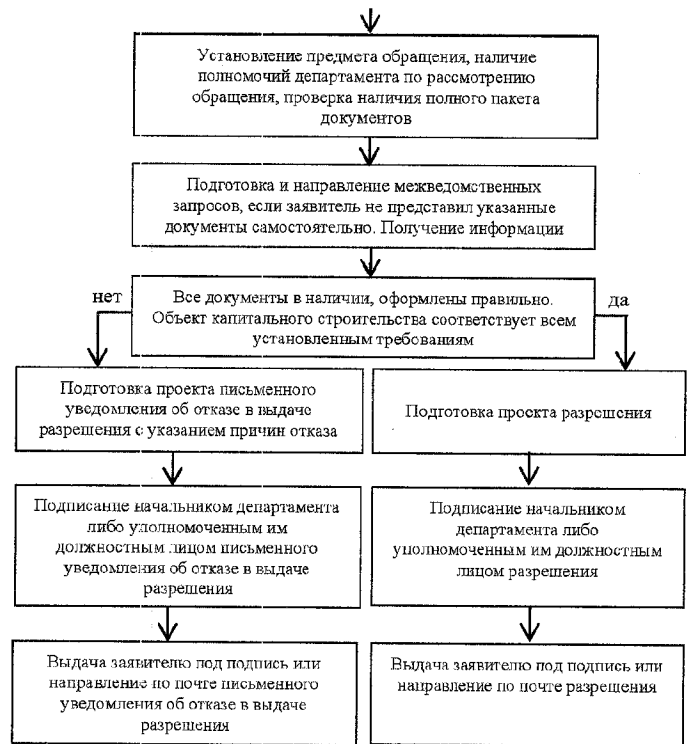 Установление предмета обращения, наличие
полномочий департамента по рассмотрению
обращения, проверка наличия полного пакета
документов
Подготовка и направление межведомственных
запросов, если заявитель не представил указанные
документы самостоятельно. Получение информации
нет
Все документы в наличии, оформлены правильно.
Объект капитального строительства соответствует всем
установленным требованиям
да
Подготовка проекта письменного
уведомления об отказе в выдаче
разрешения с указанием причин отказа
Подготовка проекта разрешения
Подписание начальником департамента
либо уполномоченным им
должностным лицом письменного
уведомления об отказе в выдаче
разрешения
Подписание начальником
департамента либо
уполномоченным им должностным
лицом разрешения
Выдача заявителю под подпись или
направление по почте письменного
уведомления об отказе в выдаче
разрешения
Выдача заявителю под подпись или
направление по почте разрешения